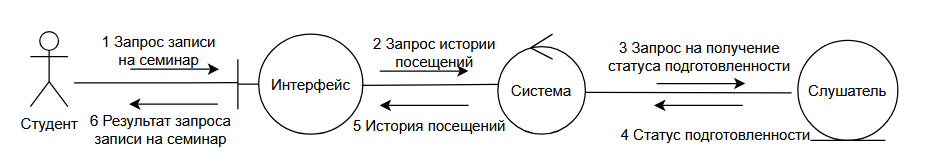 1 Запрос записи
на семинар
2 Запрос истории
посещений
3 Запрос на получение
статуса подготовленности
Интерфейс
Система
Слушатель
Студент
6 Результат запроса
записи на семинар
5 История посещений
4 Статус подготовленности